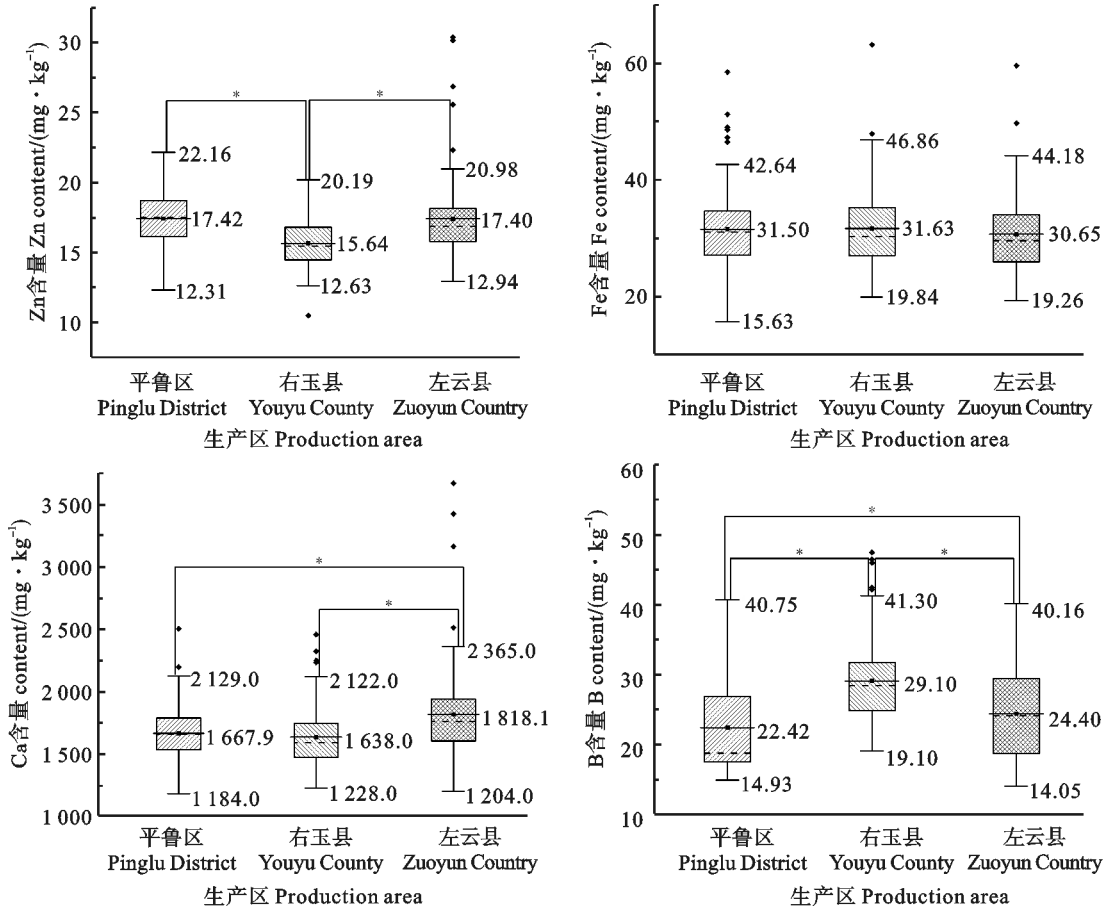 Zn含量 Zn content/(mg·kg⁻¹)
30
25
20
15
10
*
*
22.16
17.42
12.31
20.19
15.64
12.63
20.98
17.40
12.94
平鲁区
Pinglu District
右玉县
Youyu County
左云县
Zuoyun Country
生产区 Production area
Fe含量 Fe content/(mg·kg⁻¹)
60
40
20
42.64
31.50
15.63
46.86
31.63
19.84
44.18
30.65
19.26
平鲁区
Pinglu District
右玉县
Youyu County
左云县
Zuoyun Country
生产区 Production area
Ca含量 content/(mg·kg⁻¹)
3 500
3 000
2 500
2 000
1 500
1 000
*
*
2 129.0
1 667.9
1 184.0
2 122.0
1 638.0
1 228.0
2 365.0
1 818.1
1 204.0
平鲁区
Pinglu District
右玉县
Youyu County
左云县
Zuoyun Country
生产区 Production area
B含量 B content/(mg·kg⁻¹)
60
50
40
30
20
10
*
*
*
40.75
22.42
14.93
41.30
29.10
19.10
40.16
24.40
14.05
平鲁区
Pinglu District
右玉县
Youyu County
左云县
Zuoyun Country
生产区 Production area